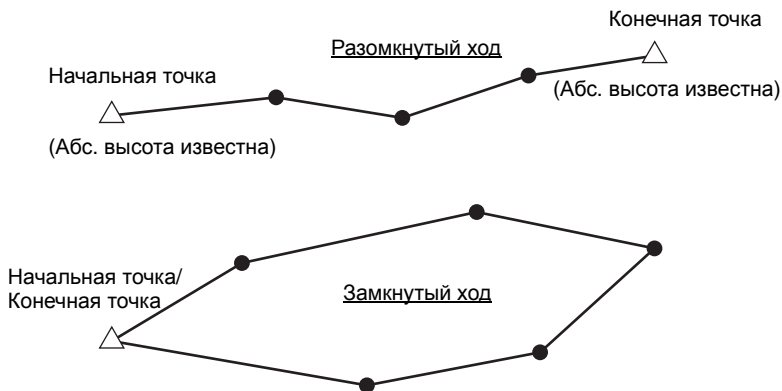 Конечная точка
Разомкнутый ход
Начальная точка
(Абс. высота известна)
(Абс. высота известна)
Начальная точка/
Конечная точка
Замкнутый ход